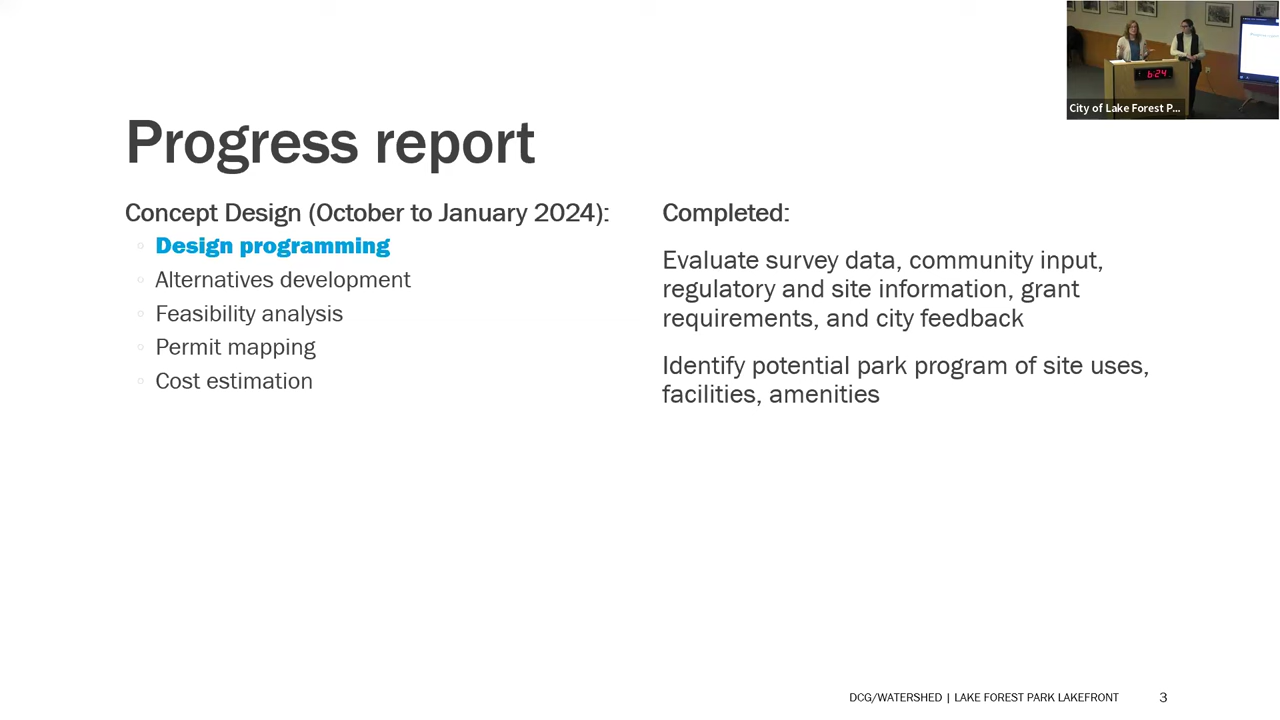 6:24
City of Lake Forest P...
Progress report
Concept Design (October to January 2024):
Design programming
Alternatives development
Feasibility analysis
Permit mapping
Cost estimation
Completed:
Evaluate survey data, community input,
regulatory and site information, grant
requirements, and city feedback
Identify potential park program of site uses,
facilities, amenities
DCG/WATERSHED | LAKE FOREST PARK LAKEFRONT
3